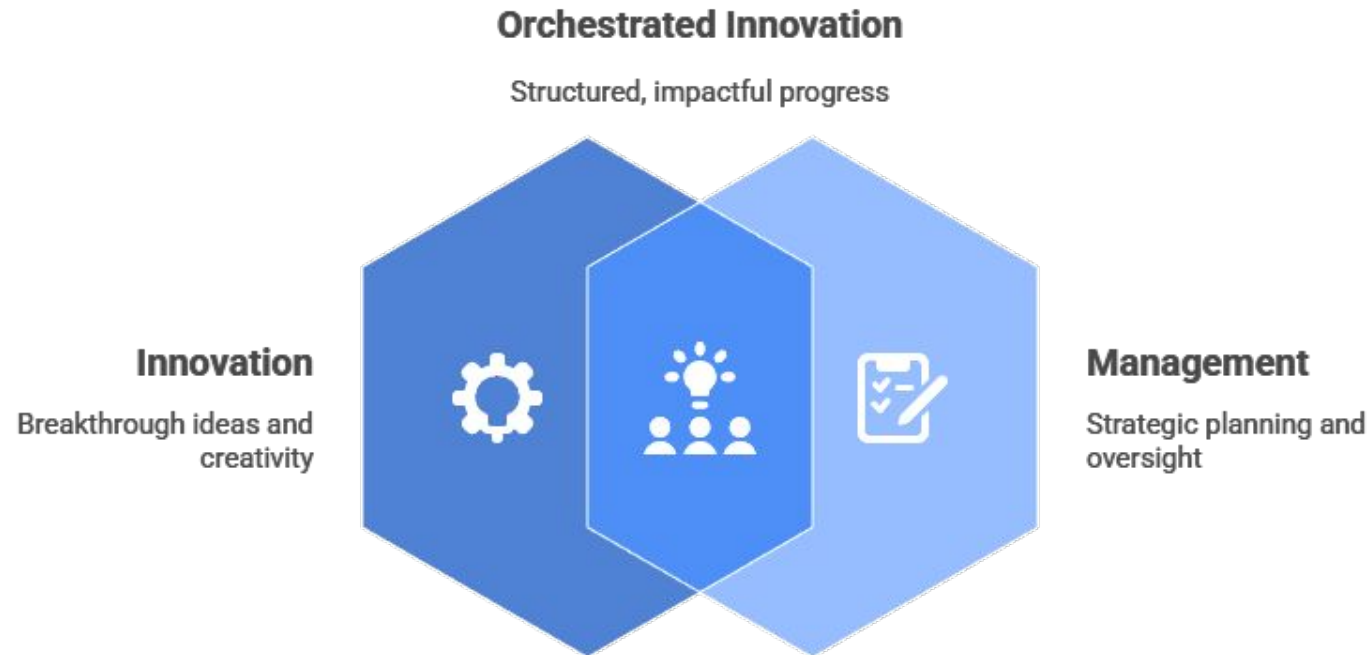 Orchestrated Innovation
Structured, impactful progress
Innovation
Breakthrough ideas and
creativity
Management
Strategic planning and
oversight